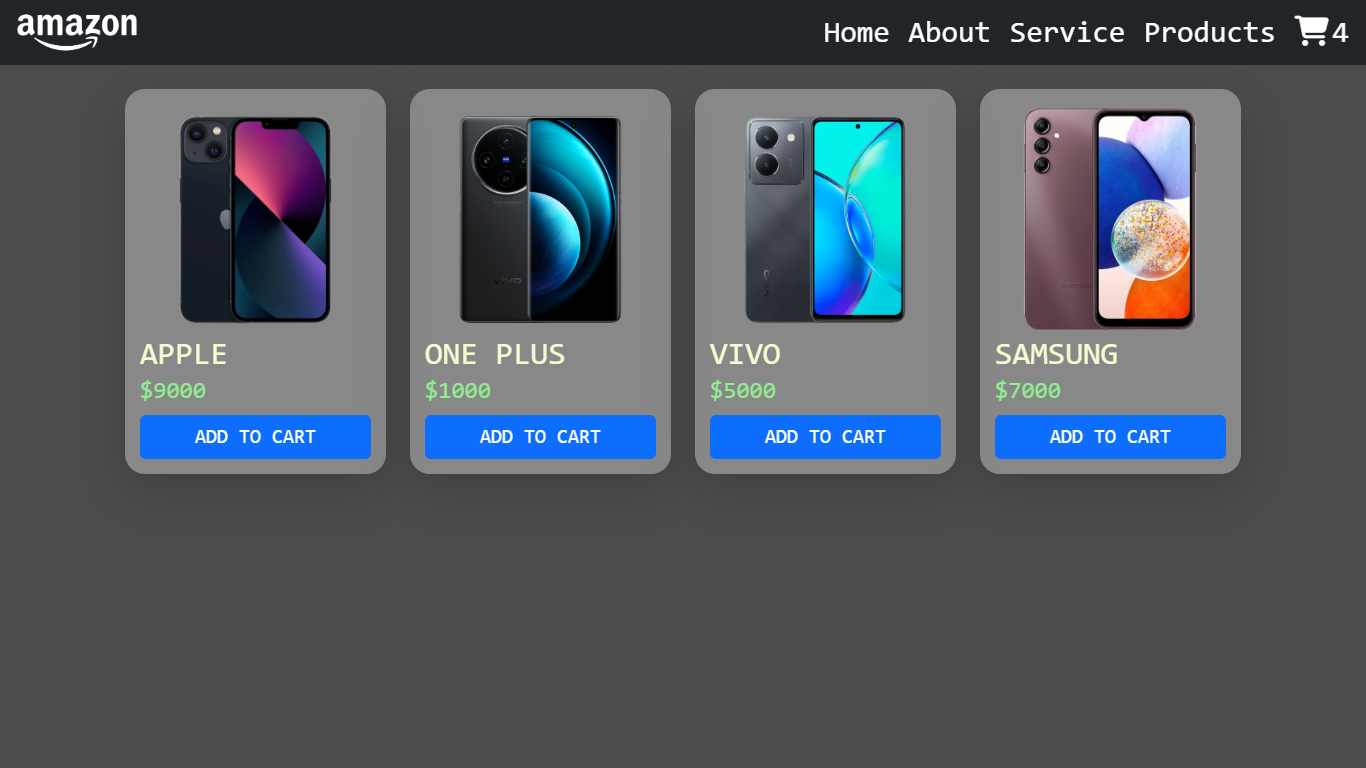 amazon
Home About Service Products 4
APPLE
$9000
ADD TO CART
ONE PLUS
$1000
ADD TO CART
VIVO
$5000
ADD TO CART
SAMSUNG
$7000
ADD TO CART